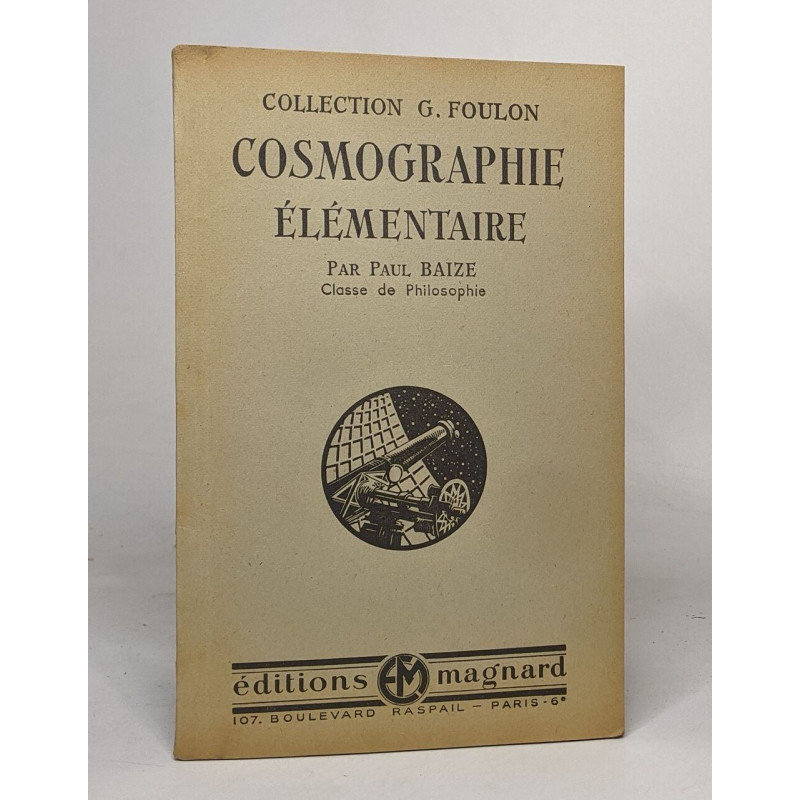 COLLECTION G. FOULON
COSMOGRAPHIE
ÉLÉMENTAIRE
PAR PAUL BAIZE
Classe de Philosophie
éditions EM magnard
107. BOULEVARD RASPAIL — PARIS - 6e